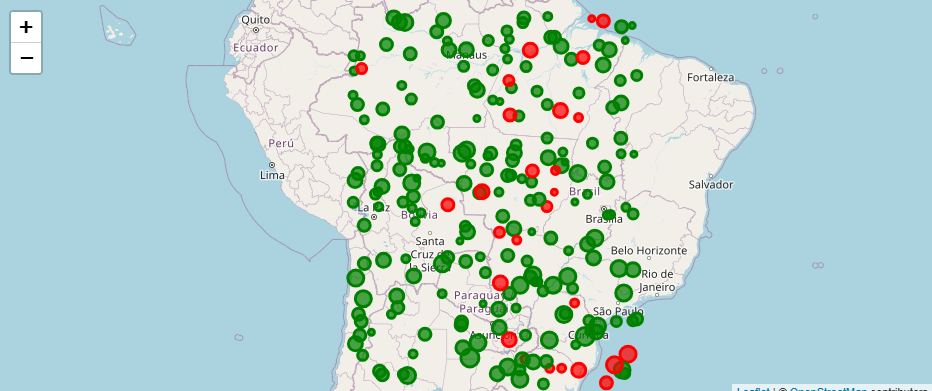 +
−
Quito
Ecuador
Manaus
Fortaleza
Perú
Lima
Brasil
Salvador
La Paz
Bolivia
Brasília
Santa
Cruz de
la Sierra
Belo Horizonte
Rio de
Janeiro
Paraguay
São Paulo
Asunción
Curitiba
Leaflet | © OpenStreetMap contributors